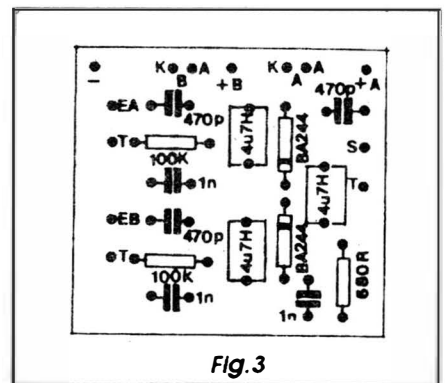 K A K A
- B +B A +A
EA 470p 470p
T 100K 4u7H BA244 S
1n 4u7H T
EB 470p
T 100K 4u7H BA244 680R
1n 1n
Fig.3